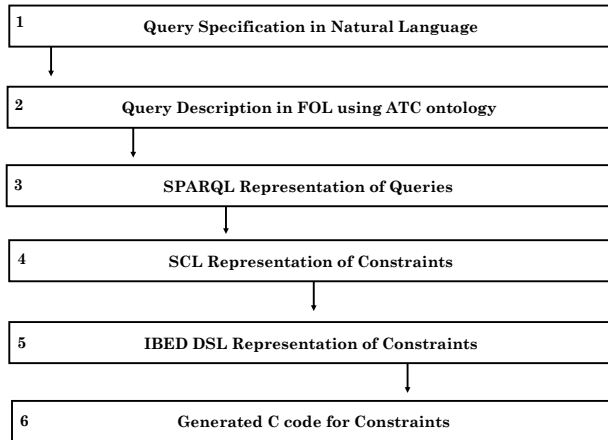 1 Query Specification in Natural Language
2 Query Description in FOL using ATC ontology
3 SPARQL Representation of Queries
4 SCL Representation of Constraints
5 IBED DSL Representation of Constraints
6 Generated C code for Constraints